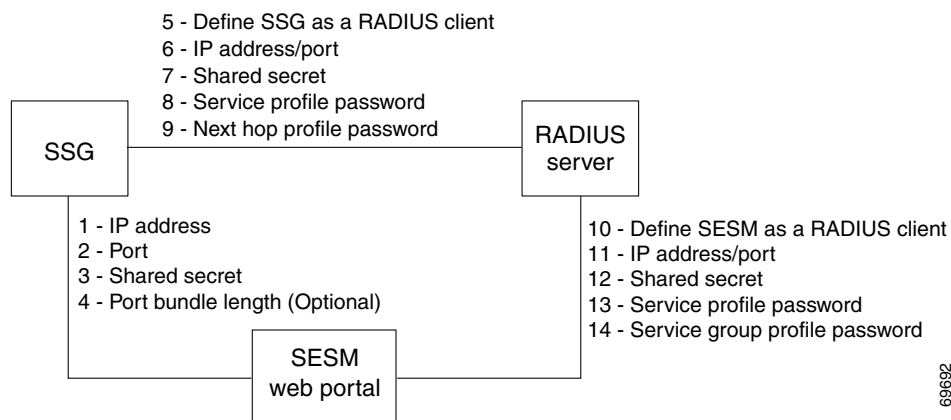 5 - Define SSG as a RADIUS client
6 - IP address/port
7 - Shared secret
8 - Service profile password
9 - Next hop profile password
SSG
RADIUS
server
1 - IP address
2 - Port
3 - Shared secret
4 - Port bundle length (Optional)
10 - Define SESM as a RADIUS client
11 - IP address/port
12 - Shared secret
13 - Service profile password
14 - Service group profile password
SESM
web portal
69692